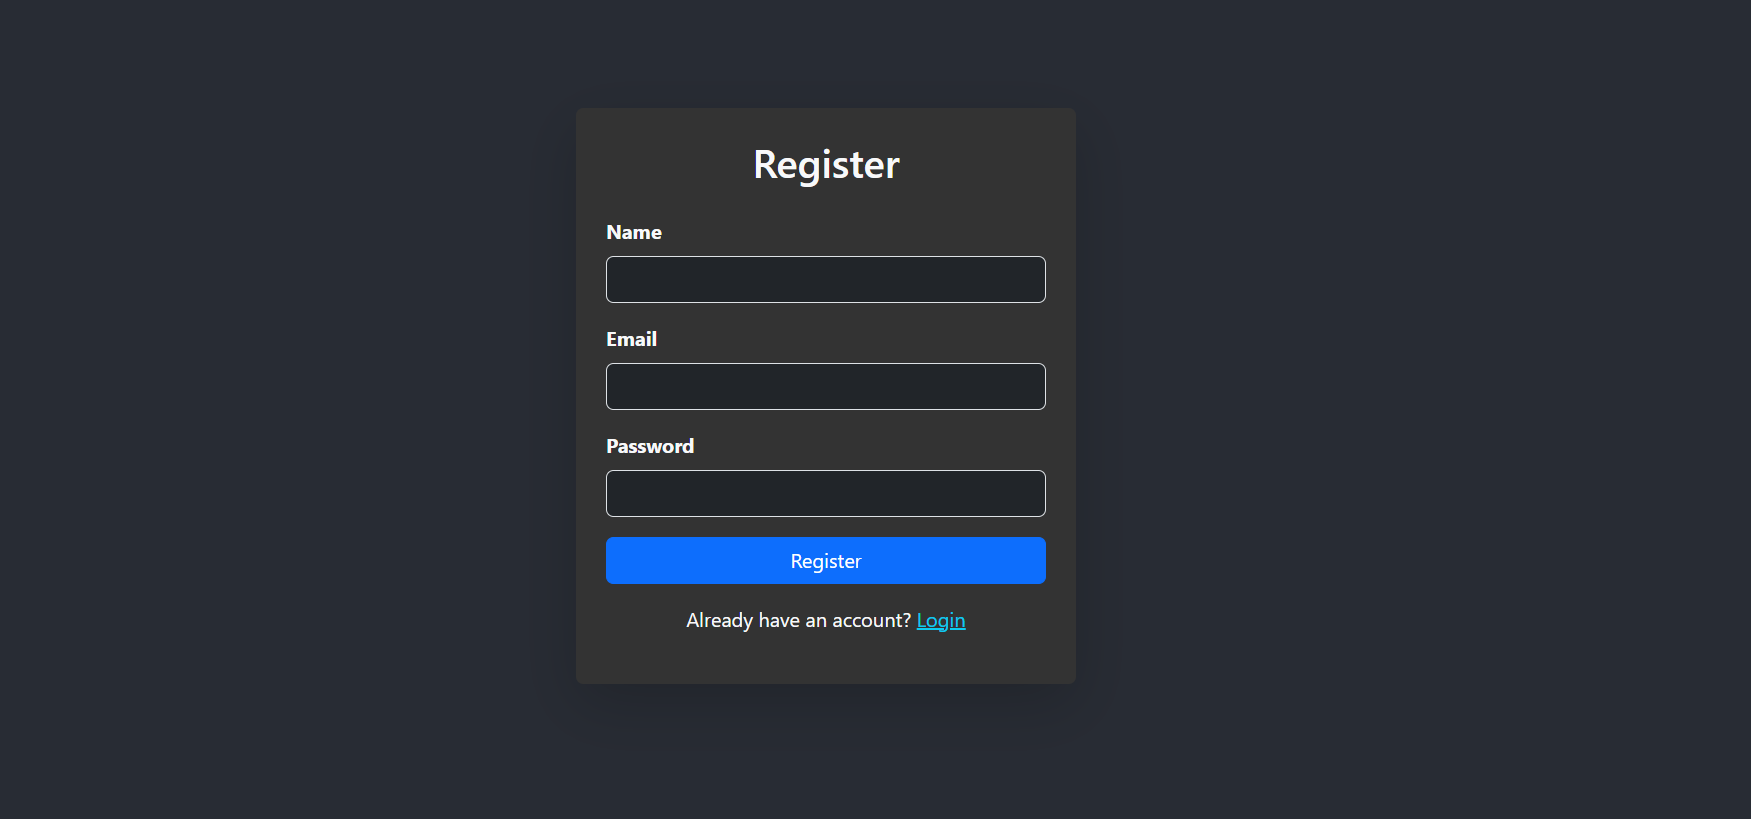 Register
Name
Email
Password
Register
Already have an account? Login